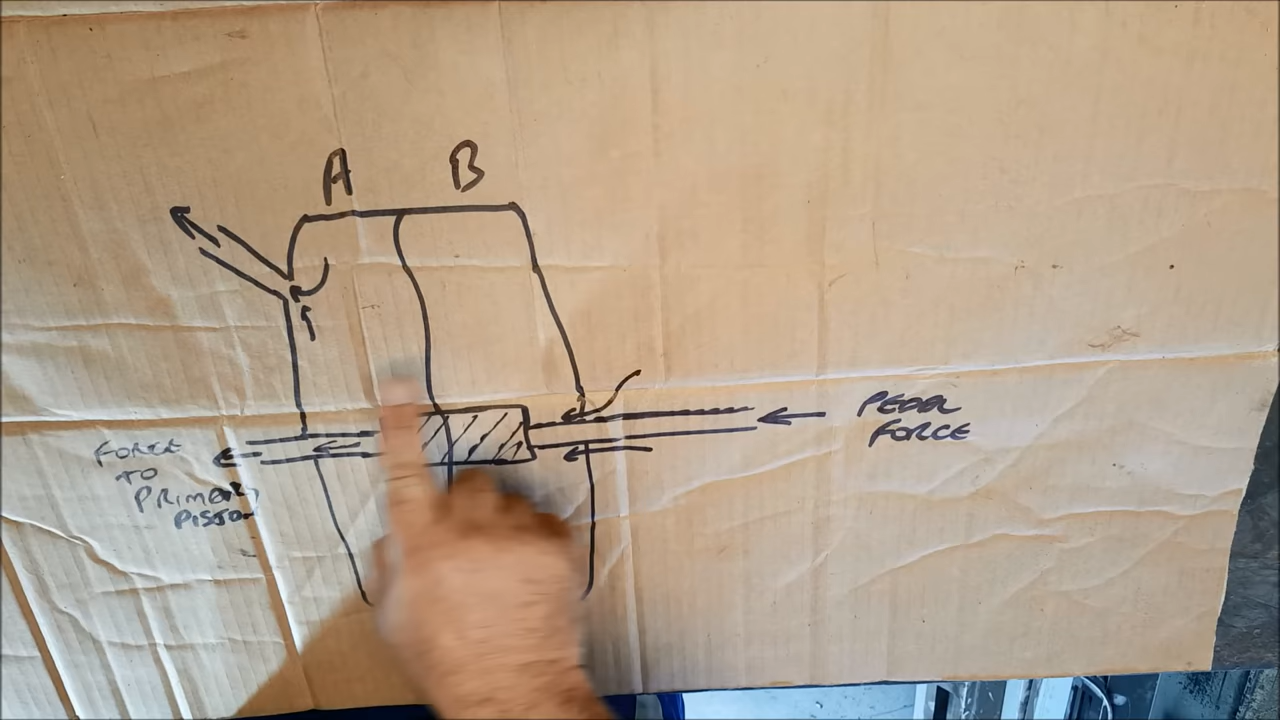 A B
PEDAL
FORCE
FORCE
TO
PRIMARY
PISTON